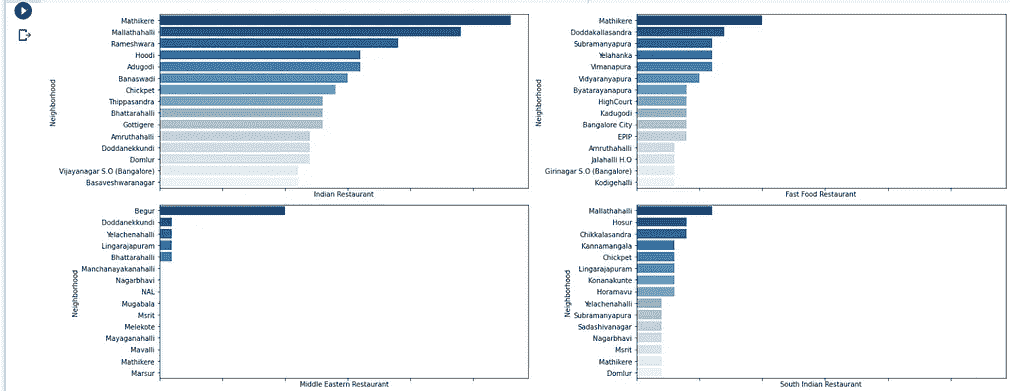 Mathikere
Mallathahalli
Rameshwara
Hoodi
Adugodi
Banaswadi
Chickpet
Thippasandra
Bhattarahalli
Gottigere
Amruthahalli
Doddanekkundi
Domlur
Vijayanagar S.O (Bangalore)
Basaveshwaranagar
Neighborhood
Indian Restaurant
Mathikere
Doddakallasandra
Subramanyapura
Yelahanka
Vimanapura
Vidyaranyapura
Byatarayanapura
HighCourt
Kadugodi
Bangalore City
EPIP
Amruthahalli
Jalahalli H.O
Girinagar S.O (Bangalore)
Kodigehalli
Neighborhood
Fast Food Restaurant
Begur
Doddanekkundi
Yelachenahalli
Lingarajapuram
Bhattarahalli
Manchanayakanahalli
Nagarbhavi
NAL
Mugabala
Msrit
Melekote
Mayaganahalli
Mavalli
Mathikere
Marsur
Neighborhood
Middle Eastern Restaurant
Mallathahalli
Hosur
Chikkalasandra
Kannamangala
Chickpet
Lingarajapuram
Konanakunte
Horamavu
Yelachenahalli
Subramanyapura
Sadashivanagar
Nagarbhavi
Msrit
Mathikere
Domlur
Neighborhood
South Indian Restaurant